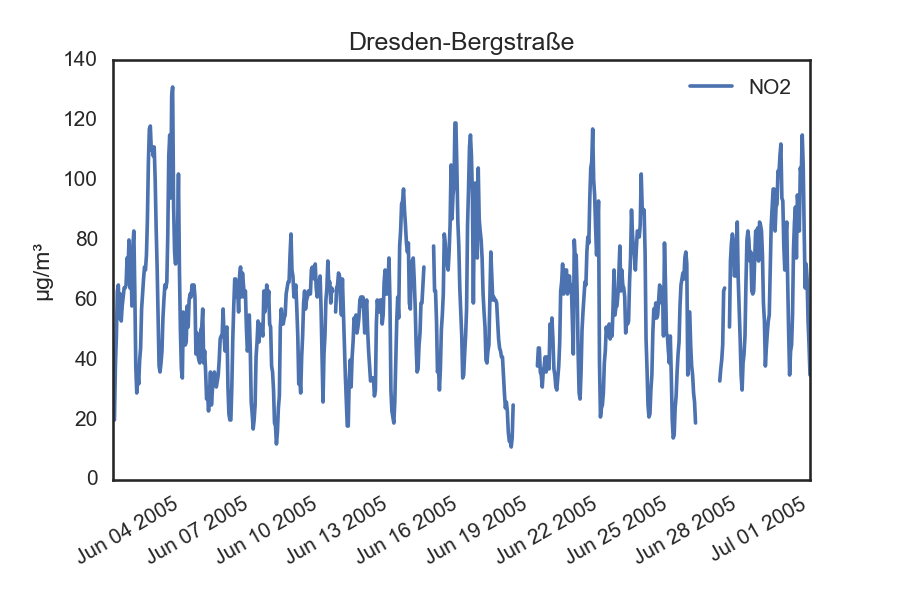 Dresden-Bergstraße
NO2
µg/m³
140
120
100
80
60
40
20
0
Jun 04 2005
Jun 07 2005
Jun 10 2005
Jun 13 2005
Jun 16 2005
Jun 19 2005
Jun 22 2005
Jun 25 2005
Jun 28 2005
Jul 01 2005